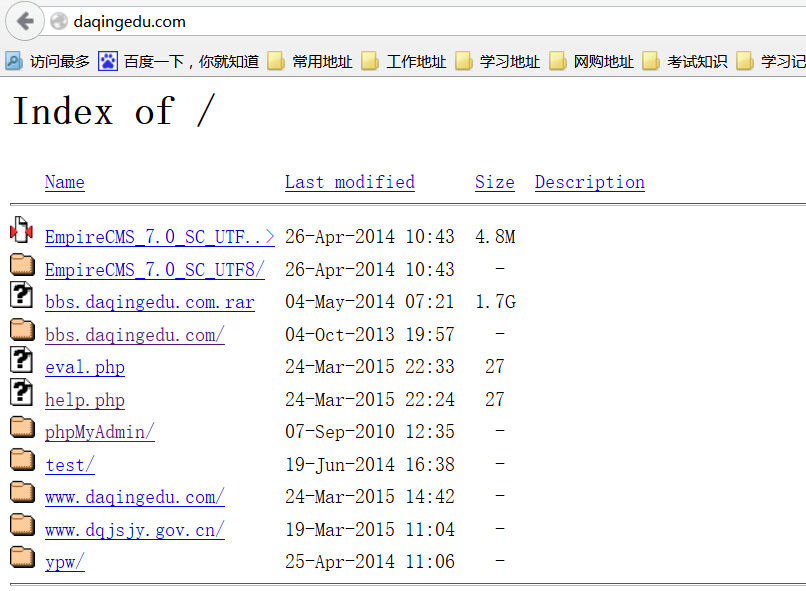 daqingedu.com
访问最多 百度一下，你就知道 常用地址 工作地址 学习地址 网购地址 考试知识 学习记
Index of /
Name Last modified Size Description
EmpireCMS_7.0_SC_UTF..> 26-Apr-2014 10:43 4.8M
EmpireCMS_7.0_SC_UTF8/ 26-Apr-2014 10:43 -
bbs.daqingedu.com.rar 04-May-2014 07:21 1.7G
bbs.daqingedu.com/ 04-Oct-2013 19:57 -
eval.php 24-Mar-2015 22:33 27
help.php 24-Mar-2015 22:24 27
phpMyAdmin/ 07-Sep-2010 12:35 -
test/ 19-Jun-2014 16:38 -
www.daqingedu.com/ 24-Mar-2015 14:42 -
www.dqjsjy.gov.cn/ 19-Mar-2015 11:04 -
ypw/ 25-Apr-2014 11:06 -